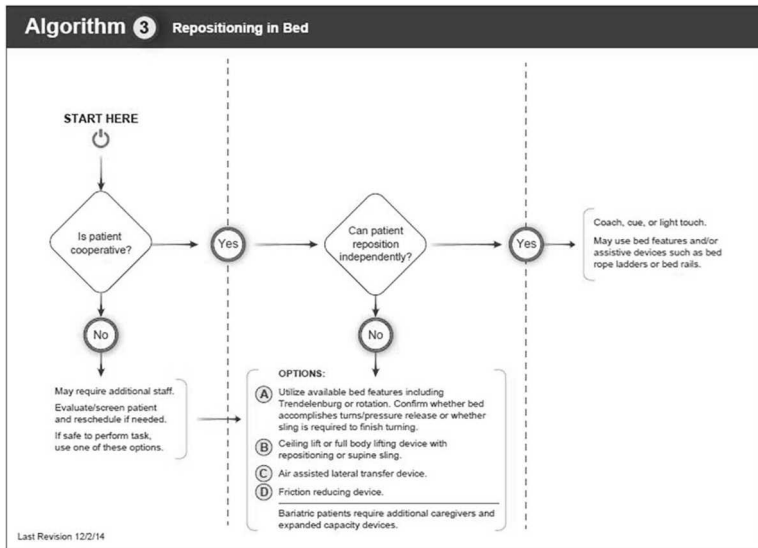 Algorithm 3 Repositioning in Bed
START HERE
Is patient
cooperative?
Yes
Can patient
reposition
independently?
Yes
Coach, cue, or light touch.
May use bed features and/or
assistive devices such as bed
rope ladders or bed rails.
No
No
May require additional staff.
Evaluate/screen patient
and reschedule if needed.
If safe to perform task,
use one of these options.
OPTIONS:
A Utilize available bed features including
Trendelenburg or rotation. Confirm whether bed
accomplishes turns/pressure release or whether
sling is required to finish turning.
B Ceiling lift or full body lifting device with
repositioning or supine sling.
C Air assisted lateral transfer device.
D Friction reducing device.
Bariatric patients require additional caregivers and
expanded capacity devices.
Last Revision 12/2/14